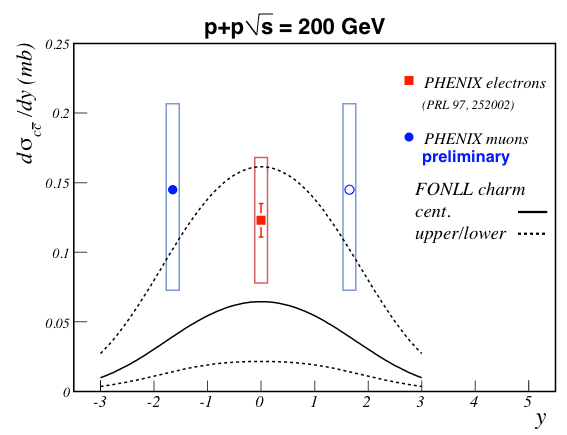 p+p√s = 200 GeV
dσcc̅ /dy (mb)
0.25
0.2
0.15
0.1
0.05
0
-3 -2 -1 0 1 2 3 4 5
y
PHENIX electrons
(PRL 97, 252002)
PHENIX muons
preliminary
FONLL charm
cent.
upper/lower